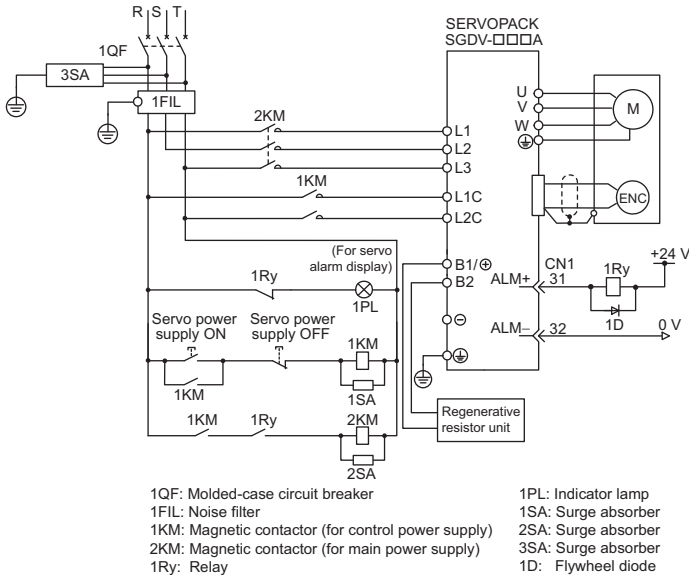 R S T
SERVOPACK
SGDV-□□□A
1QF
3SA
1FIL
U
V
W
M
2KM
L1
L2
L3
1KM
L1C
L2C
ENC
(For servo
alarm display)
B1/⊕
B2
1Ry
1PL
ALM+
CN1
31
1Ry
+24 V
1D
Servo power
supply ON
Servo power
supply OFF
1KM
⊖
ALM−
32
0 V
1KM
1SA
1KM
1Ry
2KM
2SA
Regenerative
resistor unit
1QF: Molded-case circuit breaker
1FIL: Noise filter
1KM: Magnetic contactor (for control power supply)
2KM: Magnetic contactor (for main power supply)
1Ry: Relay
1PL: Indicator lamp
1SA: Surge absorber
2SA: Surge absorber
3SA: Surge absorber
1D: Flywheel diode